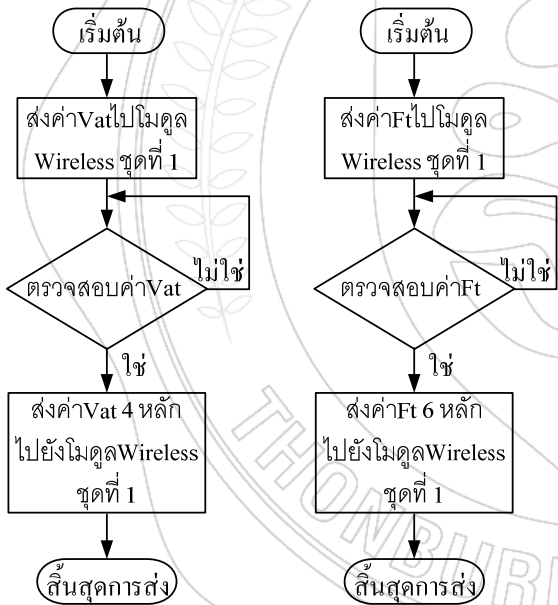 เริ่มต้น
ส่งค่าVatไปโมดูล
Wireless ชุดที่ 1
ไม่ใช่
ตรวจสอบค่าVat
ใช่
ส่งค่าVat 4 หลัก
ไปยังโมดูลWireless
ชุดที่ 1
สิ้นสุดการส่ง
เริ่มต้น
ส่งค่าFtไปโมดูล
Wireless ชุดที่ 1
ไม่ใช่
ตรวจสอบค่าFt
ใช่
ส่งค่าFt 6 หลัก
ไปยังโมดูลWireless
ชุดที่ 1
สิ้นสุดการส่ง
THONBURI